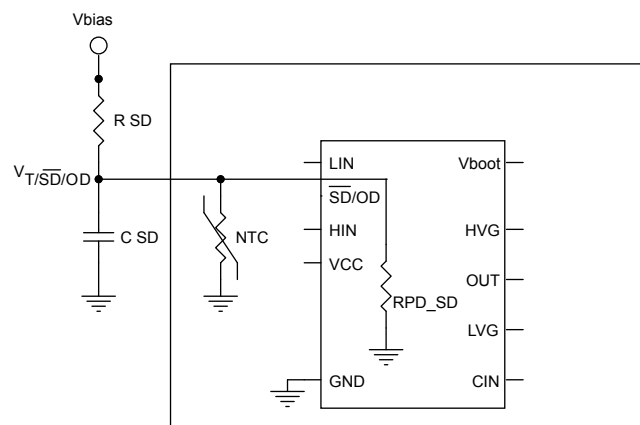 Vbias
R SD
VT/SD/OD
C SD
NTC
LIN
SD/OD
HIN
VCC
RPD_SD
GND
Vboot
HVG
OUT
LVG
CIN